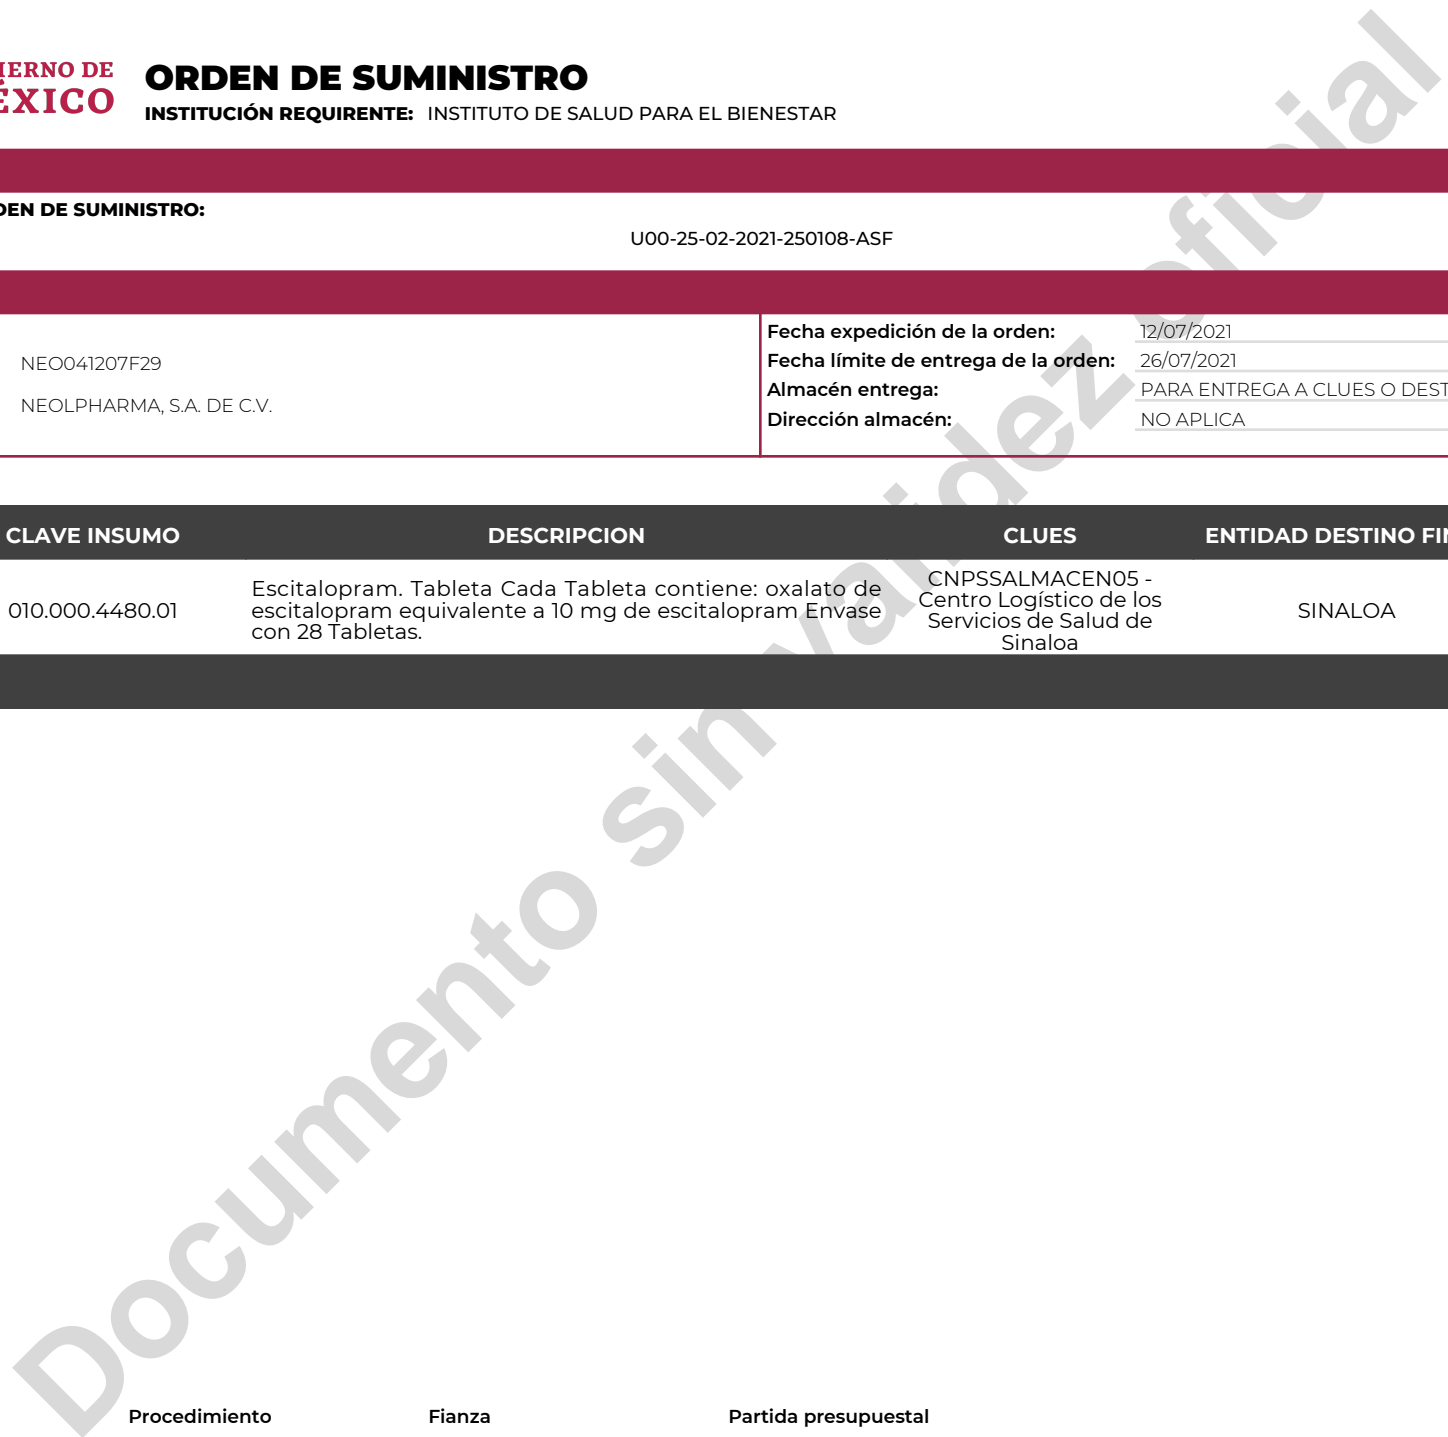 IERNO DE
ÉXICO
ORDEN DE SUMINISTRO
INSTITUCIÓN REQUIRENTE: INSTITUTO DE SALUD PARA EL BIENESTAR
DEN DE SUMINISTRO:
U00-25-02-2021-250108-ASF
NEO041207F29
NEOLPHARMA, S.A. DE C.V.
Fecha expedición de la orden: 12/07/2021
Fecha límite de entrega de la orden: 26/07/2021
Almacén entrega: PARA ENTREGA A CLUES O DEST
Dirección almacén: NO APLICA
CLAVE INSUMO DESCRIPCION CLUES ENTIDAD DESTINO FIN
010.000.4480.01
Escitalopram. Tableta Cada Tableta contiene: oxalato de
escitalopram equivalente a 10 mg de escitalopram Envase
con 28 Tabletas.
CNPSSALMACEN05 -
Centro Logístico de los
Servicios de Salud de
Sinaloa
SINALOA
Documento sin validez oficial
Procedimiento Fianza Partida presupuestal